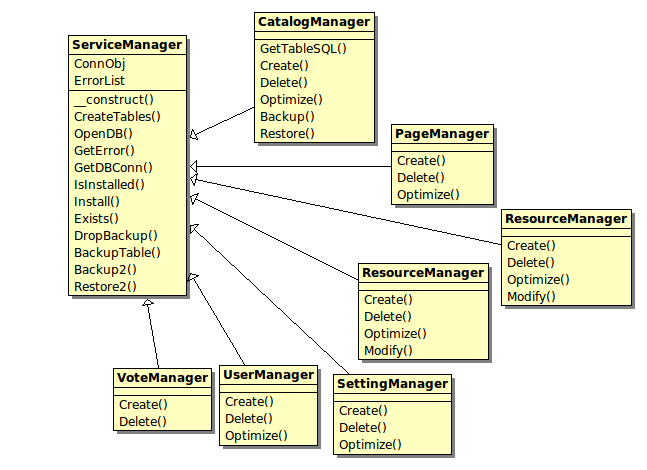 ServiceManager
ConnObj
ErrorList
__construct()
CreateTables()
OpenDB()
GetError()
GetDBConn()
IsInstalled()
Install()
Exists()
DropBackup()
BackupTable()
Backup2()
Restore2()
CatalogManager
GetTableSQL()
Create()
Delete()
Optimize()
Backup()
Restore()
PageManager
Create()
Delete()
Optimize()
ResourceManager
Create()
Delete()
Optimize()
Modify()
ResourceManager
Create()
Delete()
Optimize()
Modify()
VoteManager
Create()
Delete()
UserManager
Create()
Delete()
Optimize()
SettingManager
Create()
Delete()
Optimize()